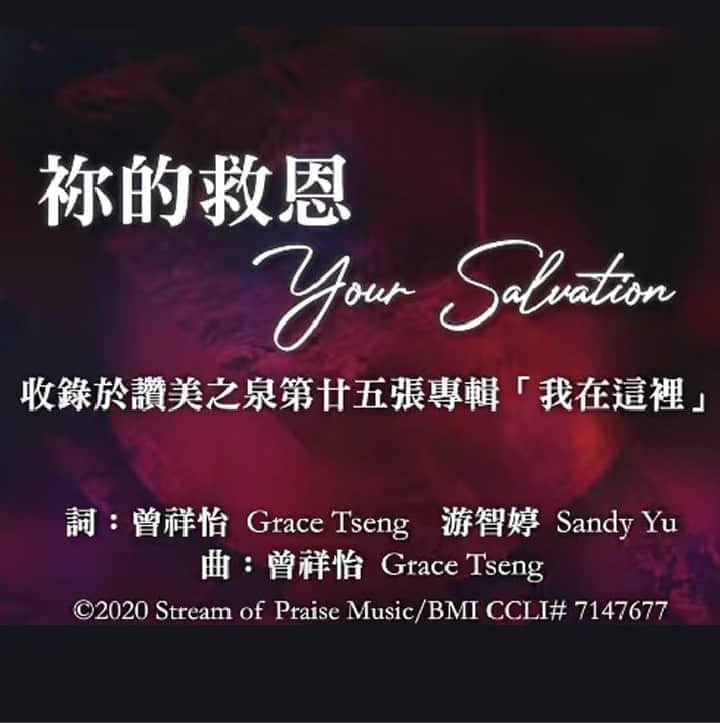 祢的救恩
Your Salvation
收錄於讚美之泉第廿五張專輯「我在這裡」
詞：曾祥怡 Grace Tseng 游智婷 Sandy Yu
曲：曾祥怡 Grace Tseng
©2020 Stream of Praise Music/BMI CCLI# 7147677